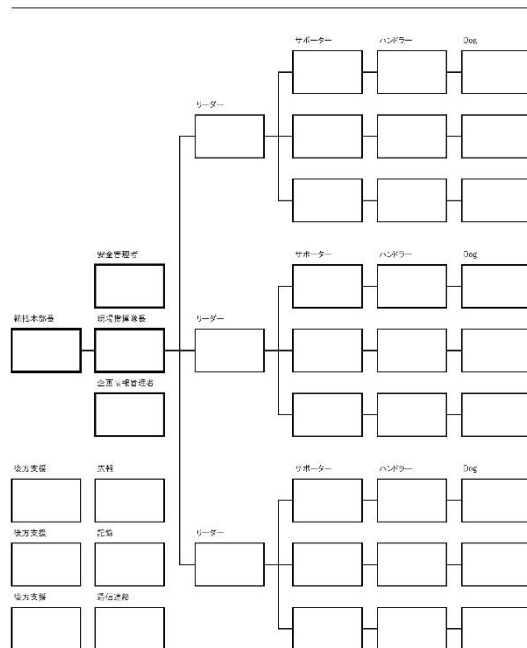 サポーター ハンドラー Dog
リーダー
安全管理者
サポーター ハンドラー Dog
統括本部長 現場指揮隊長 リーダー
企画情報管理者
後方支援 広報 サポーター ハンドラー Dog
後方支援 記録 リーダー
後方支援 通信連絡